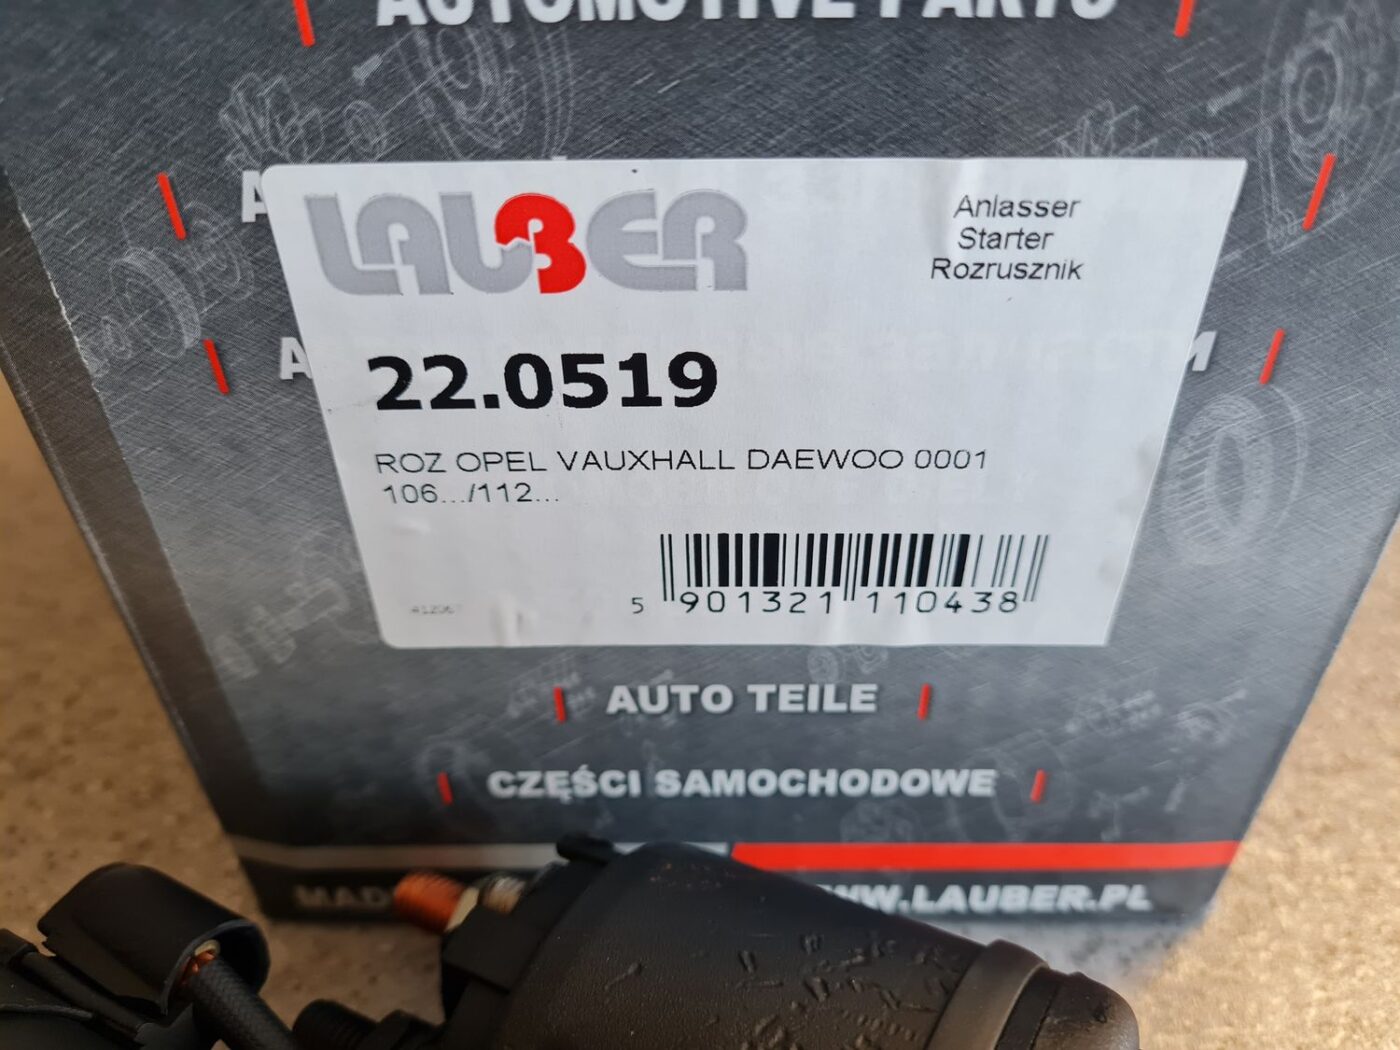 AUTOMOTIVE PARTS
LAUBER
Anlasser
Starter
Rozrusznik
22.0519
ROZ OPEL VAUXHALL DAEWOO 0001
106.../112...
5 901321 110438
AUTO TEILE
CZĘŚCI SAMOCHODOWE
WWW.LAUBER.PL